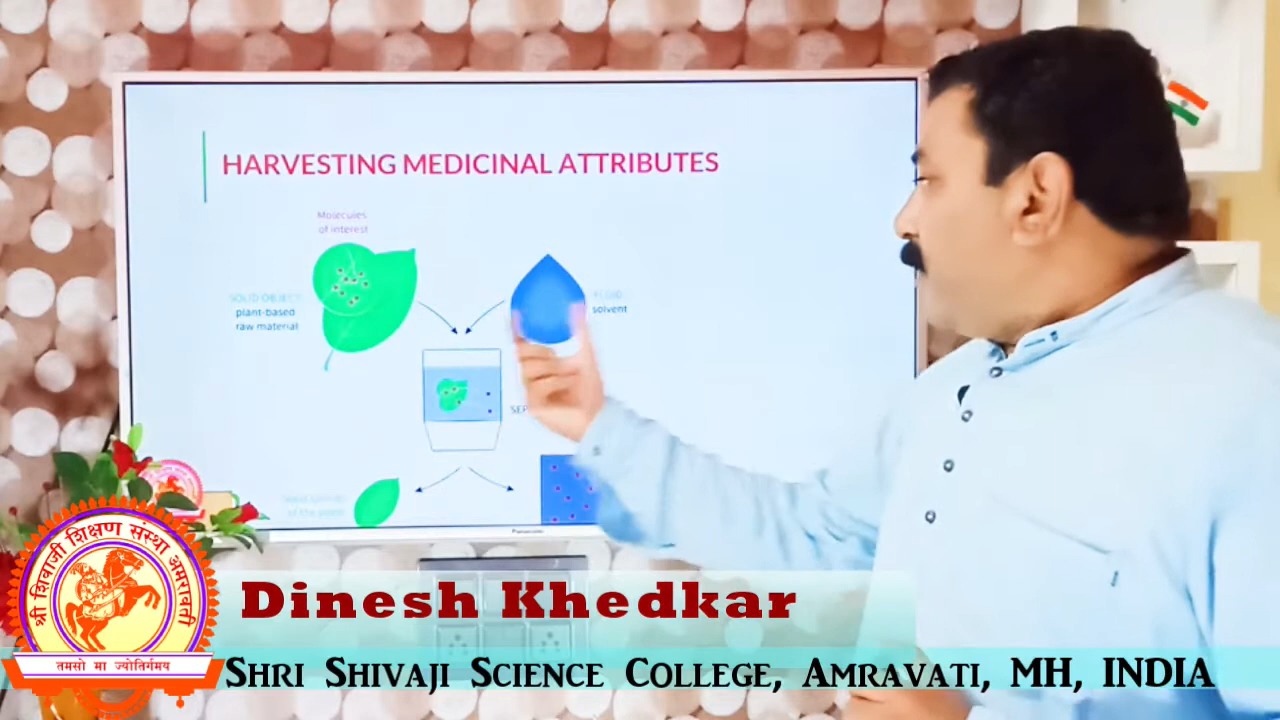 HARVESTING MEDICINAL ATTRIBUTES
Molecules
of interest
SOLID OBJECT
plant-based
raw material
FLUID
solvent
Panasonic
श्री शिवाजी शिक्षण संस्था अमरावती
तमसो मा ज्योतिर्गमय
Dinesh Khedkar
SHRI SHIVAJI SCIENCE COLLEGE, AMRAVATI, MH, INDIA